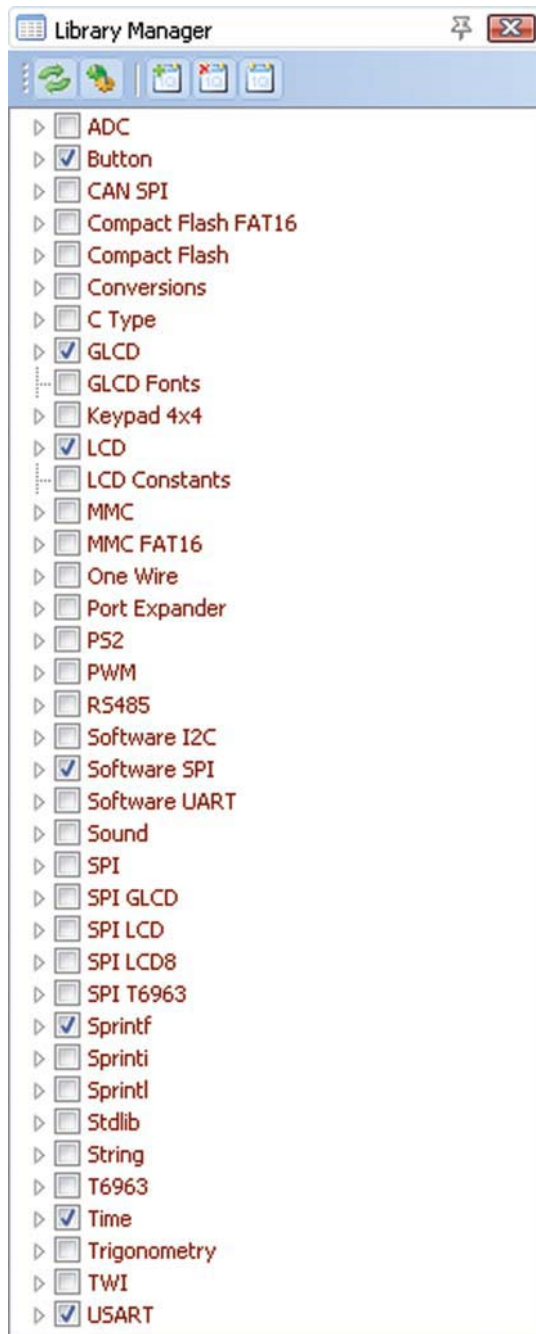 Library Manager
ADC
Button
CAN SPI
Compact Flash FAT16
Compact Flash
Conversions
C Type
GLCD
GLCD Fonts
Keypad 4x4
LCD
LCD Constants
MMC
MMC FAT16
One Wire
Port Expander
PS2
PWM
RS485
Software I2C
Software SPI
Software UART
Sound
SPI
SPI GLCD
SPI LCD
SPI LCD8
SPI T6963
Sprintf
Sprinti
Sprintl
Stdlib
String
T6963
Time
Trigonometry
TWI
USART